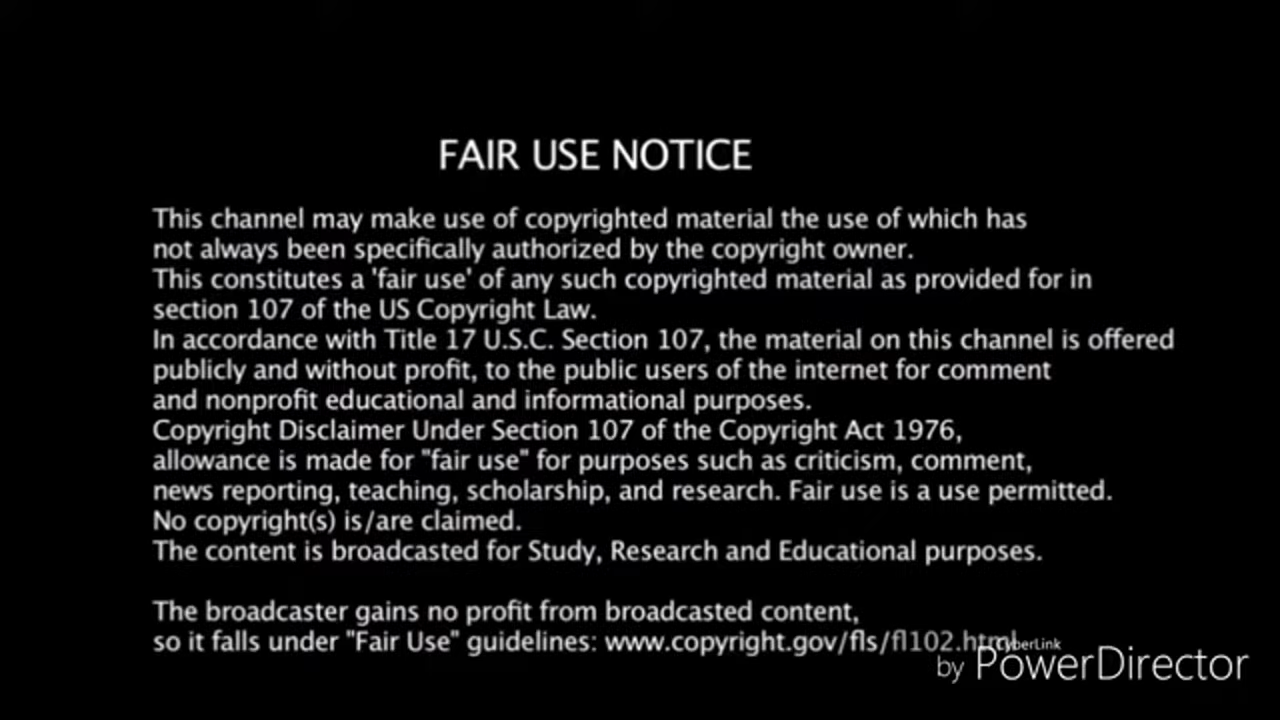 FAIR USE NOTICE
This channel may make use of copyrighted material the use of which has
not always been specifically authorized by the copyright owner.
This constitutes a 'fair use' of any such copyrighted material as provided for in
section 107 of the US Copyright Law.
In accordance with Title 17 U.S.C. Section 107, the material on this channel is offered
publicly and without profit, to the public users of the internet for comment
and nonprofit educational and informational purposes.
Copyright Disclaimer Under Section 107 of the Copyright Act 1976,
allowance is made for "fair use" for purposes such as criticism, comment,
news reporting, teaching, scholarship, and research. Fair use is a use permitted.
No copyright(s) is/are claimed.
The content is broadcasted for Study, Research and Educational purposes.
The broadcaster gains no profit from broadcasted content,
so it falls under "Fair Use" guidelines: www.copyright.gov/fls/fl102.html
CyberLink
by PowerDirector